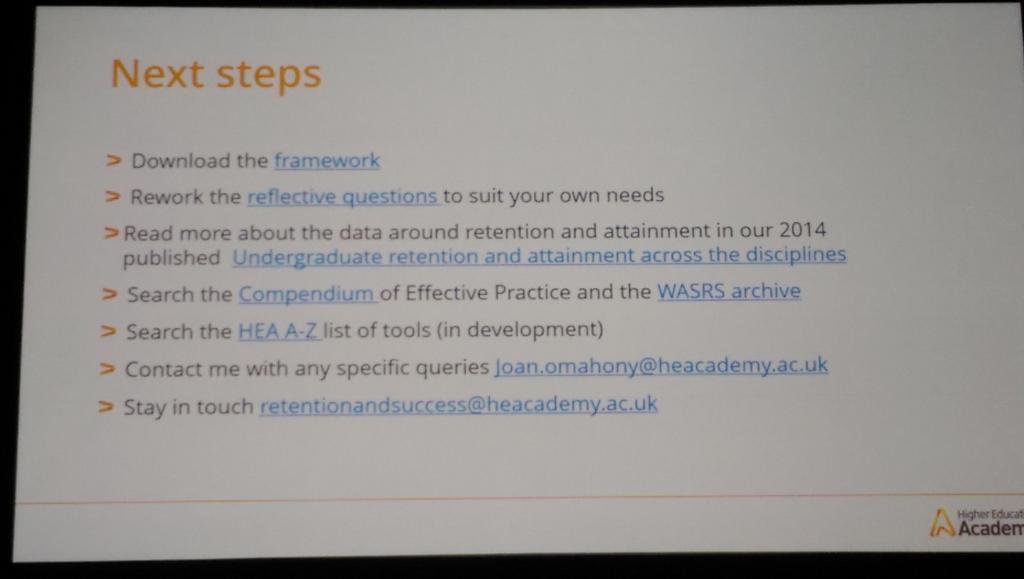 Next steps
> Download the framework
> Rework the reflective questions to suit your own needs
> Read more about the data around retention and attainment in our 2014
published Undergraduate retention and attainment across the disciplines
> Search the Compendium of Effective Practice and the WASRS archive
> Search the HEA A-Z list of tools (in development)
> Contact me with any specific queries Joan.omahony@heacademy.ac.uk
> Stay in touch retentionandsuccess@heacademy.ac.uk
Higher Educat
Academ